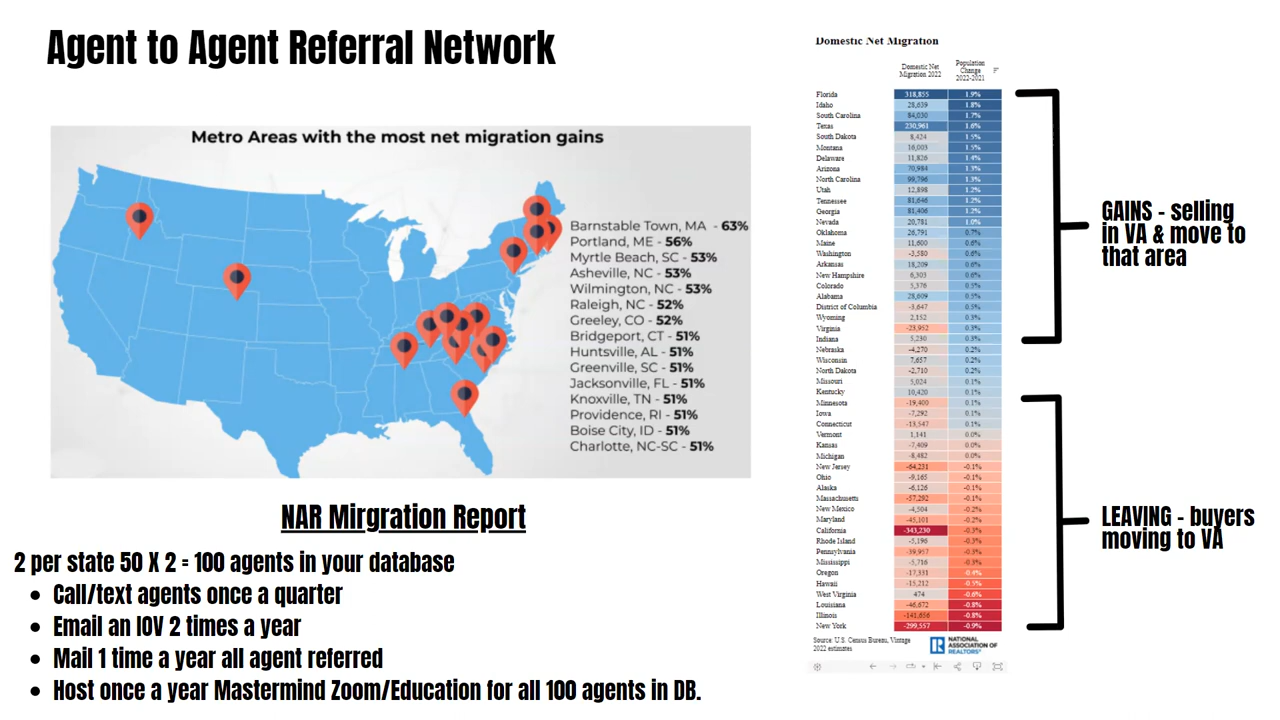 Agent to Agent Referral Network
Metro Areas with the most net migration gains
Barnstable Town, MA - 63%
Portland, ME - 56%
Myrtle Beach, SC - 53%
Asheville, NC - 53%
Wilmington, NC - 53%
Raleigh, NC - 52%
Greeley, CO - 52%
Bridgeport, CT - 51%
Huntsville, AL - 51%
Greenville, SC - 51%
Jacksonville, FL - 51%
Knoxville, TN - 51%
Providence, RI - 51%
Boise City, ID - 51%
Charlotte, NC-SC - 51%
NAR Mirgration Report
2 per state 50 X 2 = 100 agents in your database
• Call/text agents once a quarter
• Email an IOV 2 times a year
• Mail 1 time a year all agent referred
• Host once a year Mastermind Zoom/Education for all 100 agents in DB.
Domestic Net Migration
Domestic Net Migration 2022
Population Change 2022-2021
Florida 318,855 1.9%
Idaho 28,639 1.8%
South Carolina 84,030 1.7%
Texas 230,961 1.6%
South Dakota 8,424 1.5%
Montana 16,003 1.5%
Delaware 11,826 1.4%
Arizona 70,984 1.3%
North Carolina 99,796 1.3%
Utah 12,898 1.2%
Tennessee 81,646 1.2%
Georgia 81,406 1.2%
Nevada 20,781 1.0%
Oklahoma 26,791 0.7%
Maine 11,600 0.6%
Washington -3,580 0.6%
Arkansas 18,209 0.6%
New Hampshire 6,303 0.6%
Colorado 5,376 0.5%
Alabama 28,609 0.5%
District of Columbia -3,647 0.5%
Wyoming 2,152 0.3%
Virginia -23,952 0.3%
Indiana 5,230 0.3%
Nebraska -4,270 0.2%
Wisconsin 7,657 0.2%
North Dakota -2,710 0.2%
Missouri 5,024 0.1%
Kentucky 10,420 0.1%
Minnesota -19,400 0.1%
Iowa -7,292 0.1%
Connecticut -13,547 0.1%
Vermont 1,141 0.0%
Kansas -7,409 0.0%
Michigan -8,482 0.0%
New Jersey -64,231 -0.1%
Ohio -9,165 -0.1%
Alaska -6,126 -0.1%
Massachusetts -57,292 -0.1%
New Mexico -4,504 -0.2%
Maryland -45,101 -0.2%
California -343,230 -0.3%
Rhode Island -5,196 -0.3%
Pennsylvania -39,957 -0.3%
Mississippi -5,716 -0.3%
Oregon -17,331 -0.4%
Hawaii -15,212 -0.5%
West Virginia 474 -0.6%
Louisiana -46,672 -0.8%
Illinois -141,656 -0.8%
New York -299,557 -0.9%
Source: U.S. Census Bureau, Vintage
2022 estimates
NATIONAL
ASSOCIATION OF
REALTORS®
GAINS - selling
in VA & move to
that area
LEAVING - buyers
moving to VA